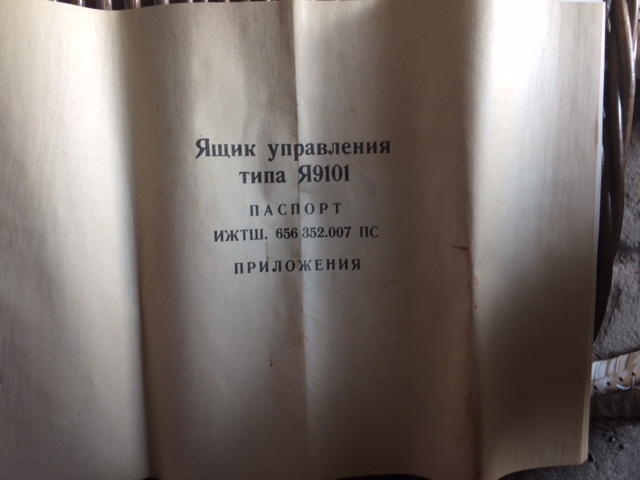 Ящик управления
типа Я9101
ПАСПОРТ
ИЖТШ. 656 352.007 ПС
ПРИЛОЖЕНИЯ